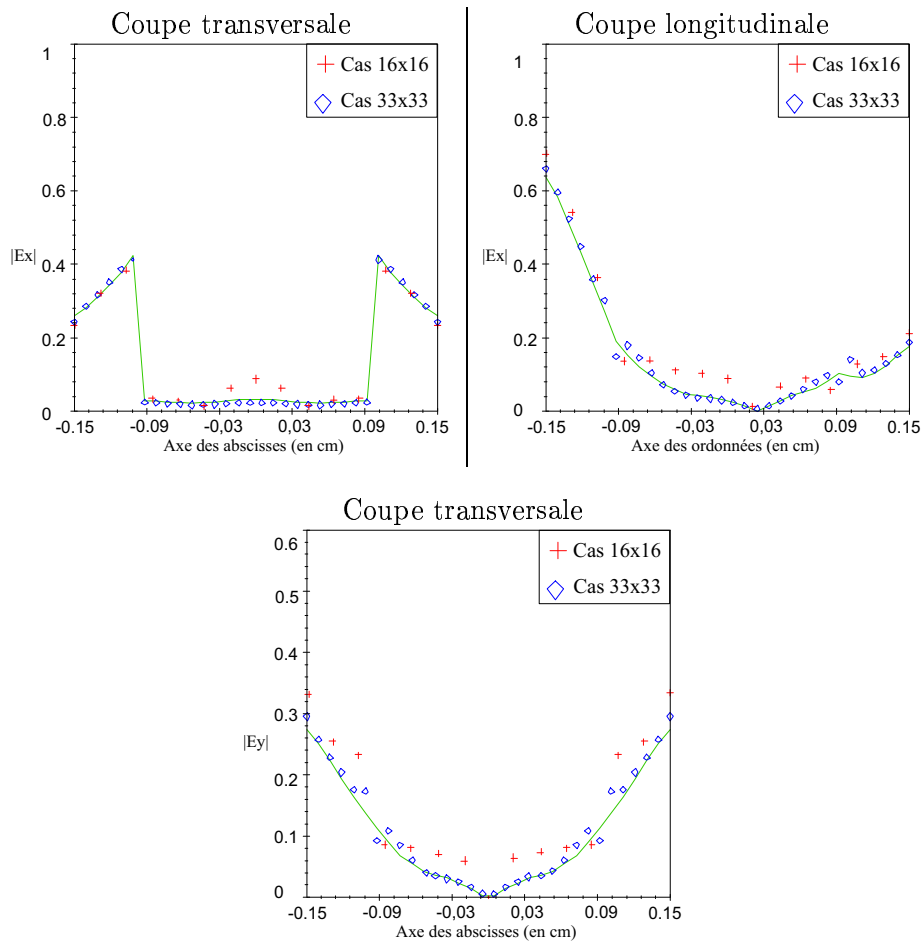 Coupe transversale
1
0.8
0.6
0.4
0.2
0
|Ex|
Cas 16x16
Cas 33x33
-0.15 -0.09 -0,03 0,03 0.09 0.15
Axe des abscisses (en cm)
Coupe longitudinale
1
0.8
0.6
0.4
0.2
0
|Ex|
Cas 16x16
Cas 33x33
-0.15 -0.09 -0,03 0,03 0.09 0.15
Axe des ordonnées (en cm)
Coupe transversale
0.6
0.5
0.4
0.3
0.2
0.1
0
|Ey|
Cas 16x16
Cas 33x33
-0.15 -0.09 -0,03 0,03 0.09 0.15
Axe des abscisses (en cm)